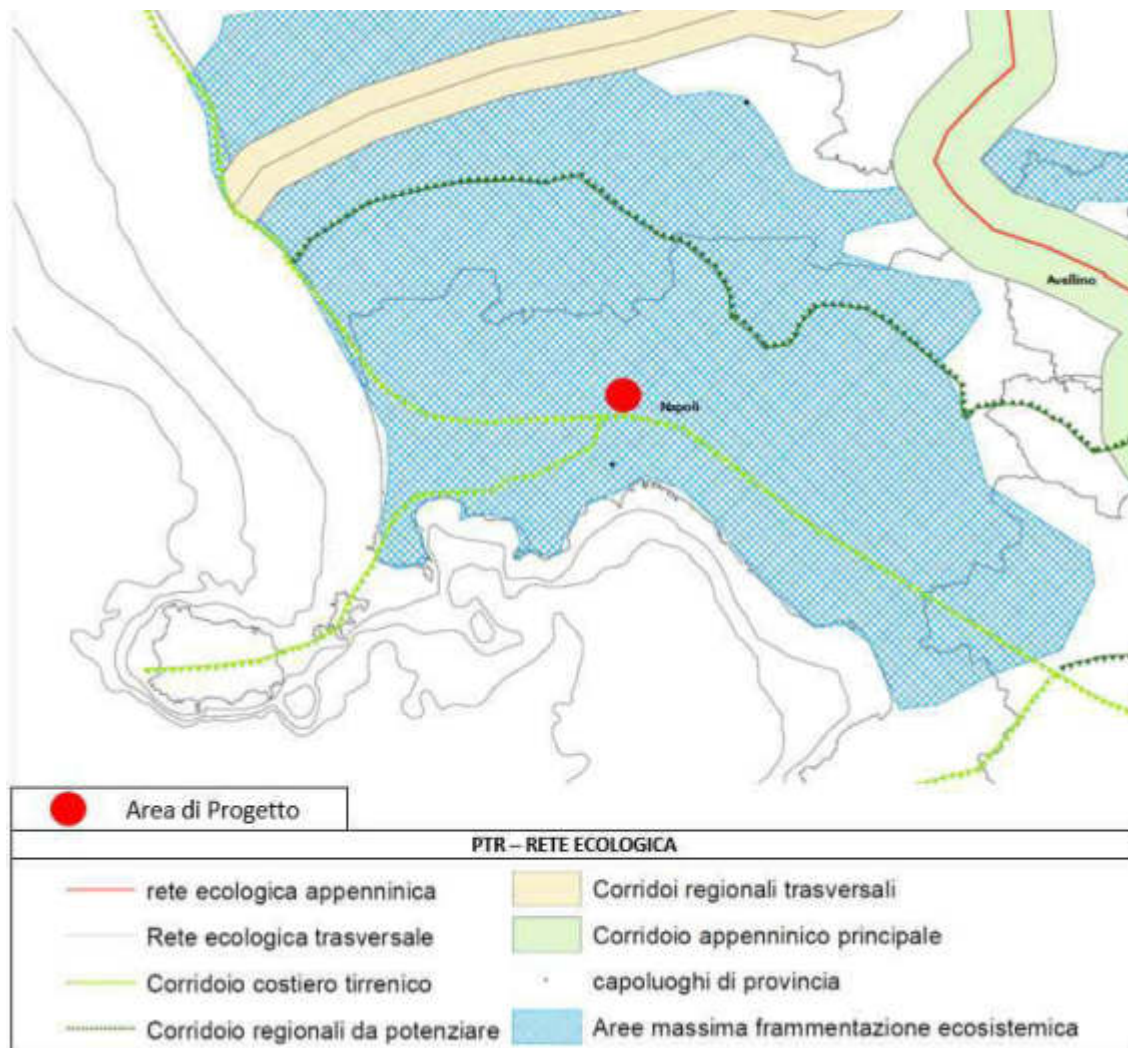 Avellino
Napoli
Area di Progetto
PTR – RETE ECOLOGICA
rete ecologica appenninica
Rete ecologica trasversale
Corridoio costiero tirrenico
Corridoio regionali da potenziare
Corridoi regionali trasversali
Corridoio appenninico principale
capoluoghi di provincia
Aree massima frammentazione ecosistemica